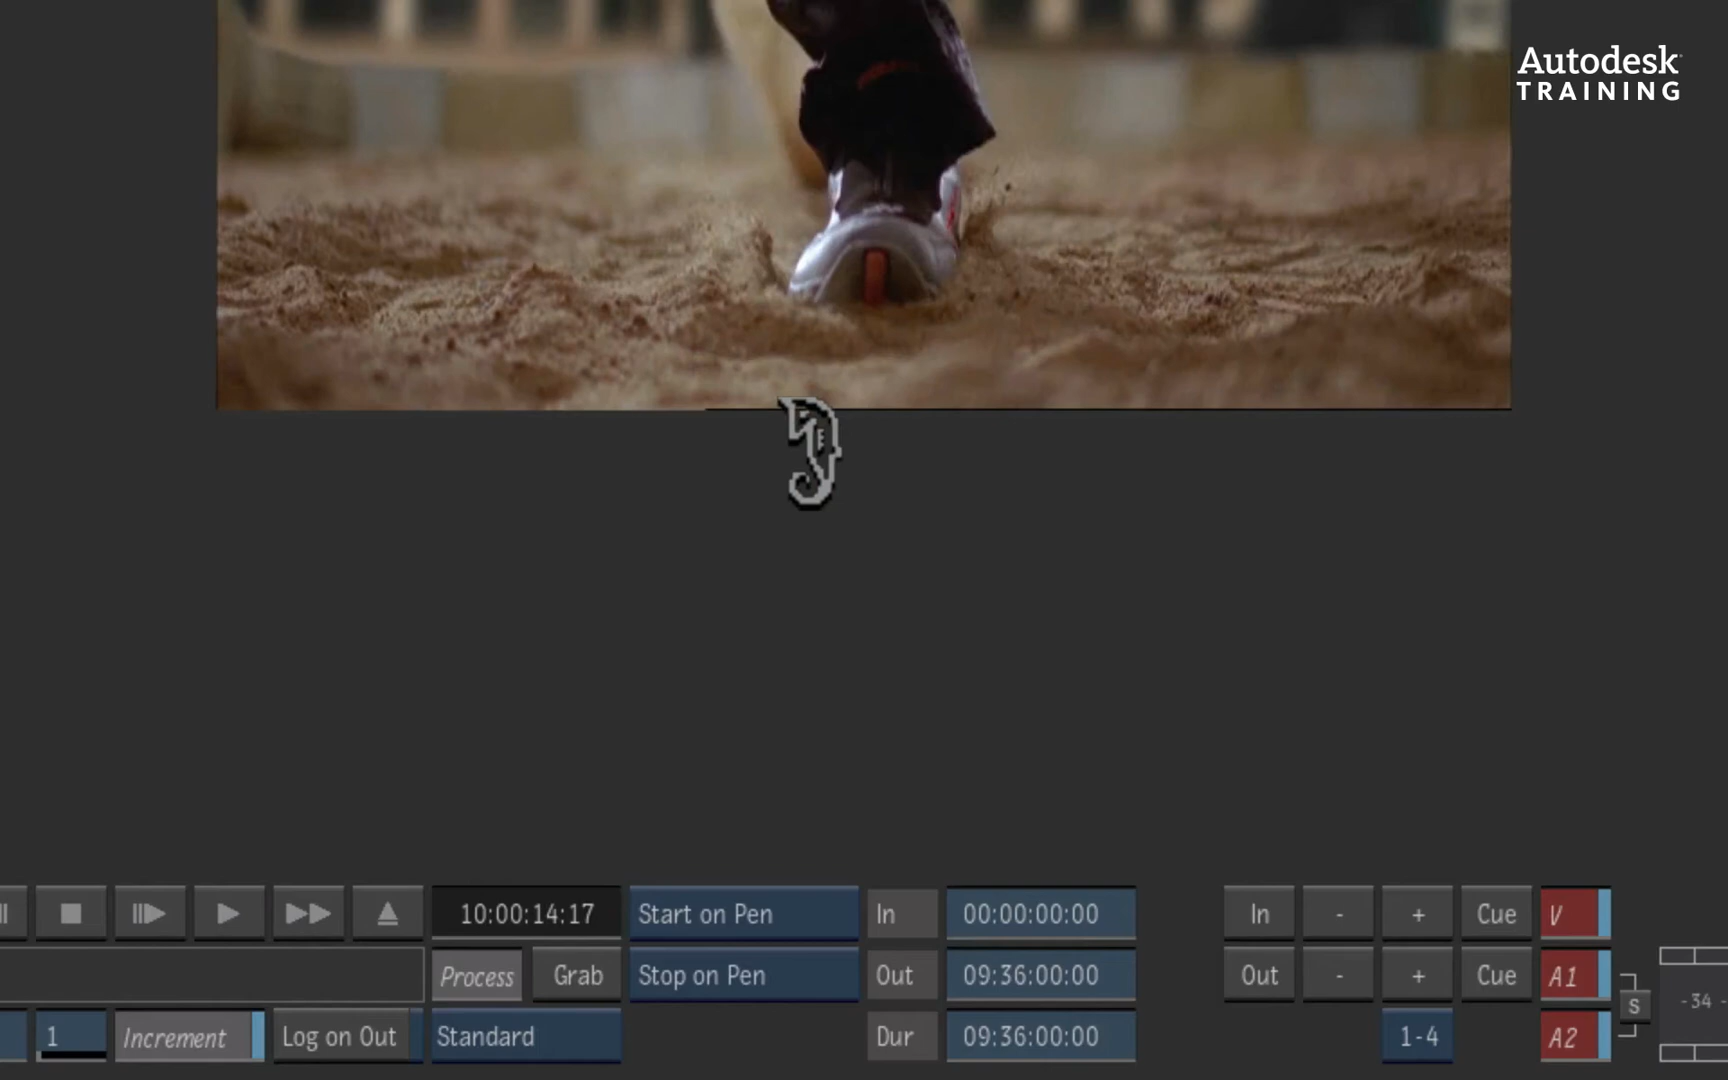 Autodesk
TRAINING
10:00:14:17 Start on Pen In 00:00:00:00 In - + Cue V
Process Grab Stop on Pen Out 09:36:00:00 Out - + Cue A1
1 Increment Log on Out Standard Dur 09:36:00:00 1-4 A2
S
-34 -